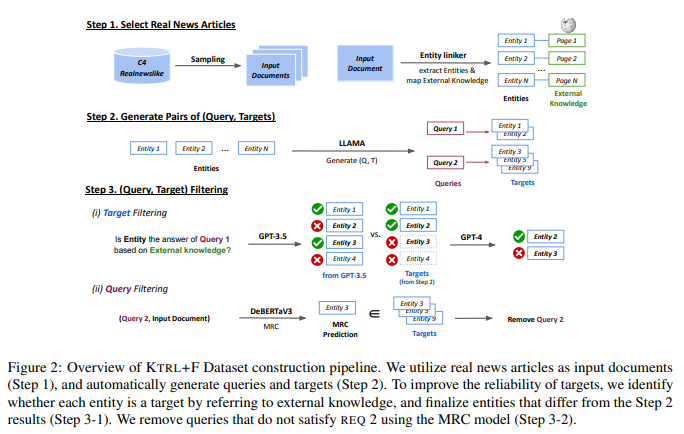 Step 1. Select Real News Articles
C4
Realnewslike
Sampling
Input
Documents
Input
Document
Entity liniker
extract Entities &
map External Knowledge
Entity 1
Page 1
Entity 2
Page 2
...
Entity N
Page N
Entities
External
Knowledge
Step 2. Generate Pairs of (Query, Targets)
Entity 1
Entity 2
...
Entity N
Entities
LLAMA
Generate (Q, T)
Query 1
Query 2
Queries
Entity 1
Entity 2
Entity 3
Entity 5
Entity 9
Targets
Step 3. (Query, Target) Filtering
(i) Target Filtering
Is Entity the answer of Query 1
based on External knowledge?
GPT-3.5
Entity 1
Entity 2
Entity 3
Entity 4
from GPT-3.5
vs.
Entity 1
Entity 2
Entity 3
Entity 4
Targets
(from Step 2)
GPT-4
Entity 2
Entity 3
(ii) Query Filtering
(Query 2, Input Document)
DeBERTaV3
MRC
Entity 3
MRC
Prediction
∈
Entity 3
Entity 5
Entity 9
Targets
Remove Query 2
Figure 2: Overview of KTRL+F Dataset construction pipeline. We utilize real news articles as input documents
(Step 1), and automatically generate queries and targets (Step 2). To improve the reliability of targets, we identify
whether each entity is a target by referring to external knowledge, and finalize entities that differ from the Step 2
results (Step 3-1). We remove queries that do not satisfy REQ 2 using the MRC model (Step 3-2).